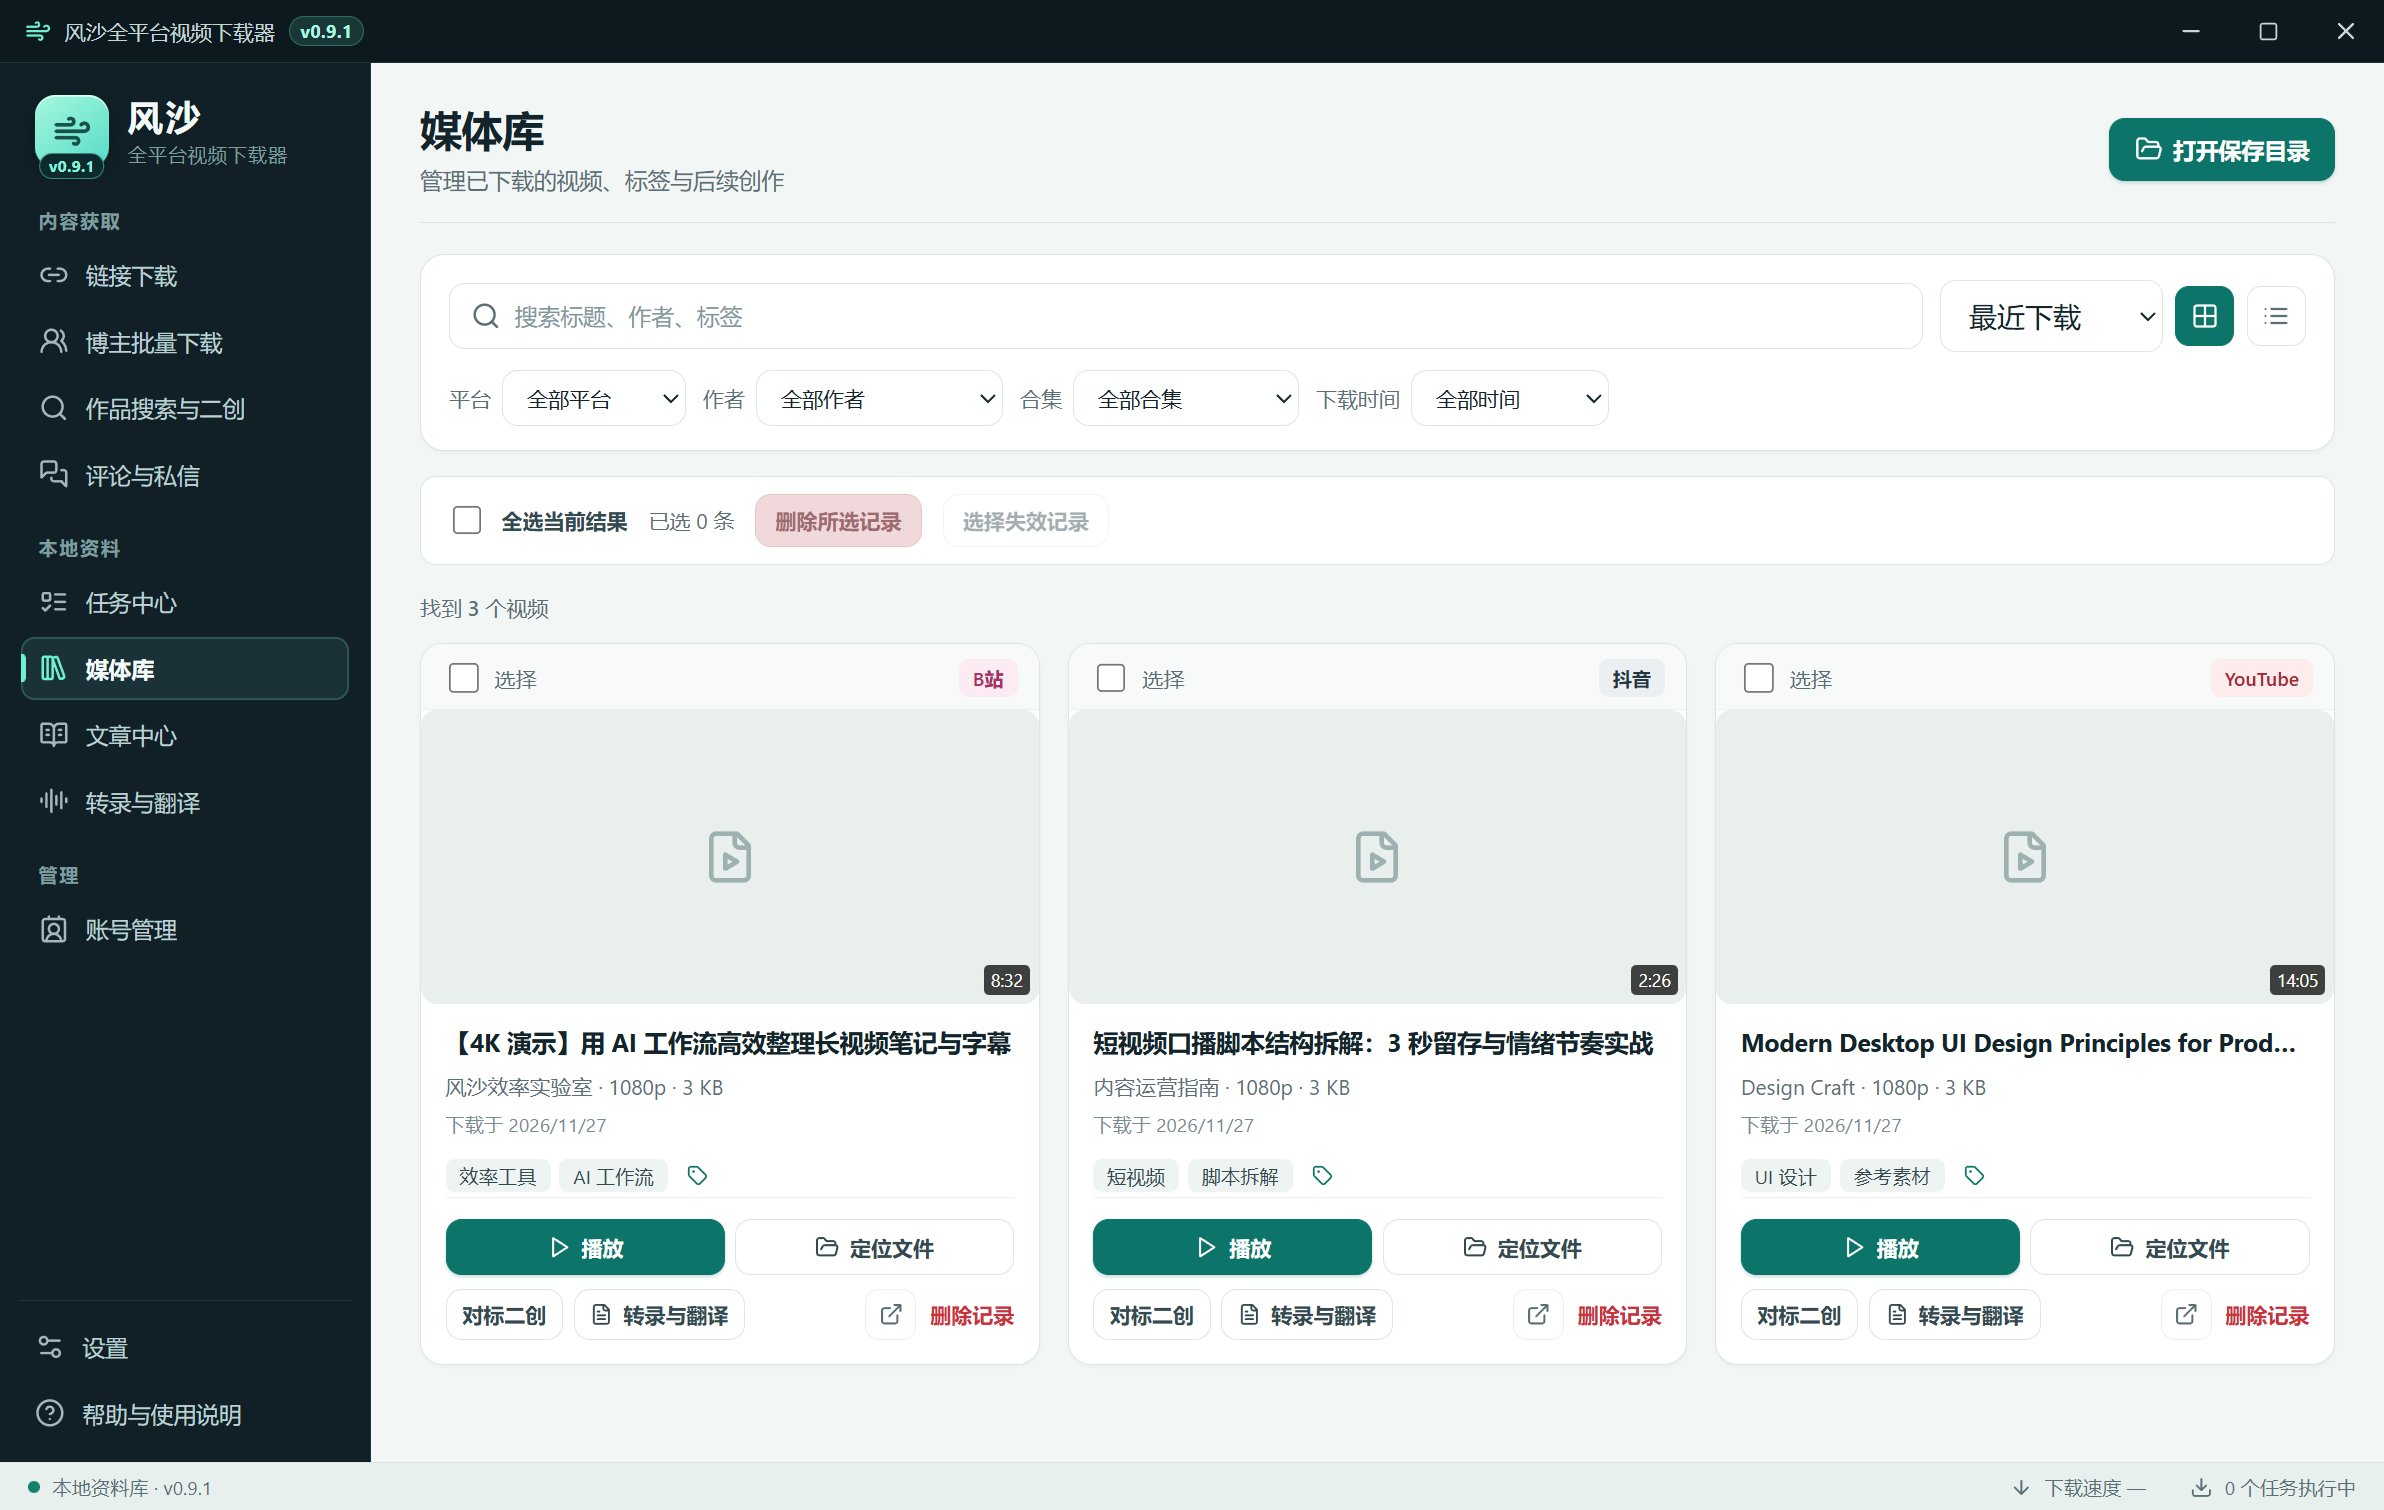 风沙全平台视频下载器 v0.9.1
风沙
全平台视频下载器
v0.9.1
内容获取
链接下载
博主批量下载
作品搜索与二创
评论与私信
本地资料
任务中心
媒体库
文章中心
转录与翻译
管理
账号管理
设置
帮助与使用说明
媒体库
管理已下载的视频、标签与后续创作
打开保存目录
搜索标题、作者、标签
最近下载
平台 全部平台 作者 全部作者 合集 全部合集 下载时间 全部时间
全选当前结果 已选 0 条 删除所选记录 选择失效记录
找到 3 个视频
选择 B站
8:32
【4K 演示】用 AI 工作流高效整理长视频笔记与字幕
风沙效率实验室 · 1080p · 3 KB
下载于 2026/11/27
效率工具 AI 工作流
播放 定位文件
对标二创 转录与翻译 删除记录
选择 抖音
2:26
短视频口播脚本结构拆解：3 秒留存与情绪节奏实战
内容运营指南 · 1080p · 3 KB
下载于 2026/11/27
短视频 脚本拆解
播放 定位文件
对标二创 转录与翻译 删除记录
选择 YouTube
14:05
Modern Desktop UI Design Principles for Prod...
Design Craft · 1080p · 3 KB
下载于 2026/11/27
UI 设计 参考素材
播放 定位文件
对标二创 转录与翻译 删除记录
本地资料库 · v0.9.1
下载速度 — 0 个任务执行中